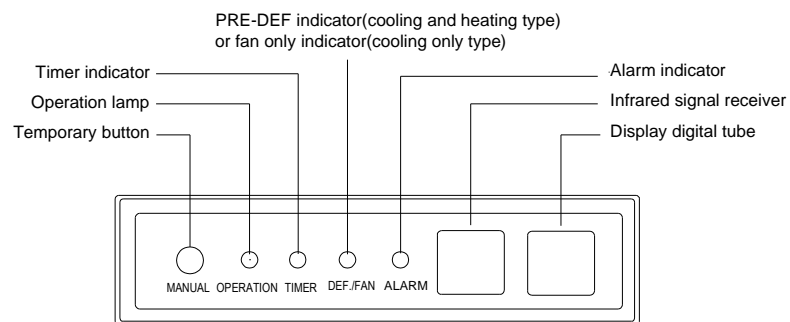 PRE-DEF indicator(cooling and heating type)
or fan only indicator(cooling only type)
Timer indicator
Operation lamp
Temporary button
Alarm indicator
Infrared signal receiver
Display digital tube
MANUAL OPERATION TIMER DEF./FAN ALARM